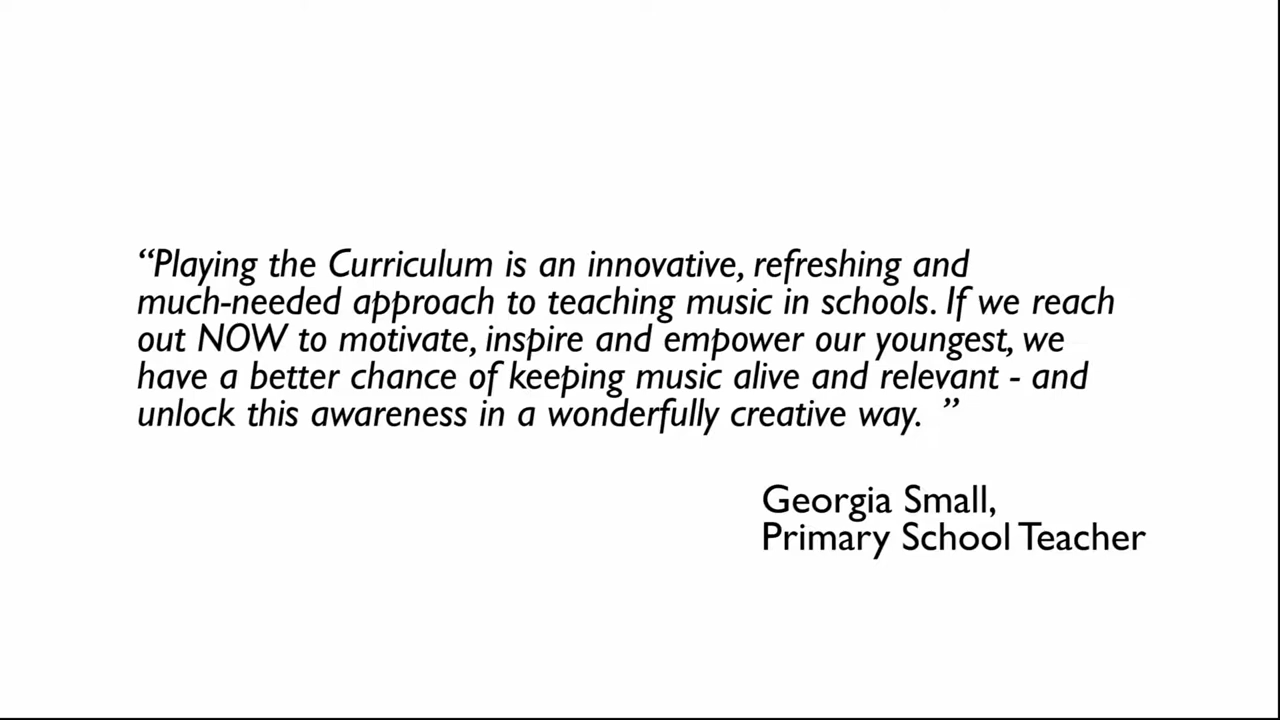 “Playing the Curriculum is an innovative, refreshing and
much-needed approach to teaching music in schools. If we reach
out NOW to motivate, inspire and empower our youngest, we
have a better chance of keeping music alive and relevant - and
unlock this awareness in a wonderfully creative way.  ”
Georgia Small,
Primary School Teacher